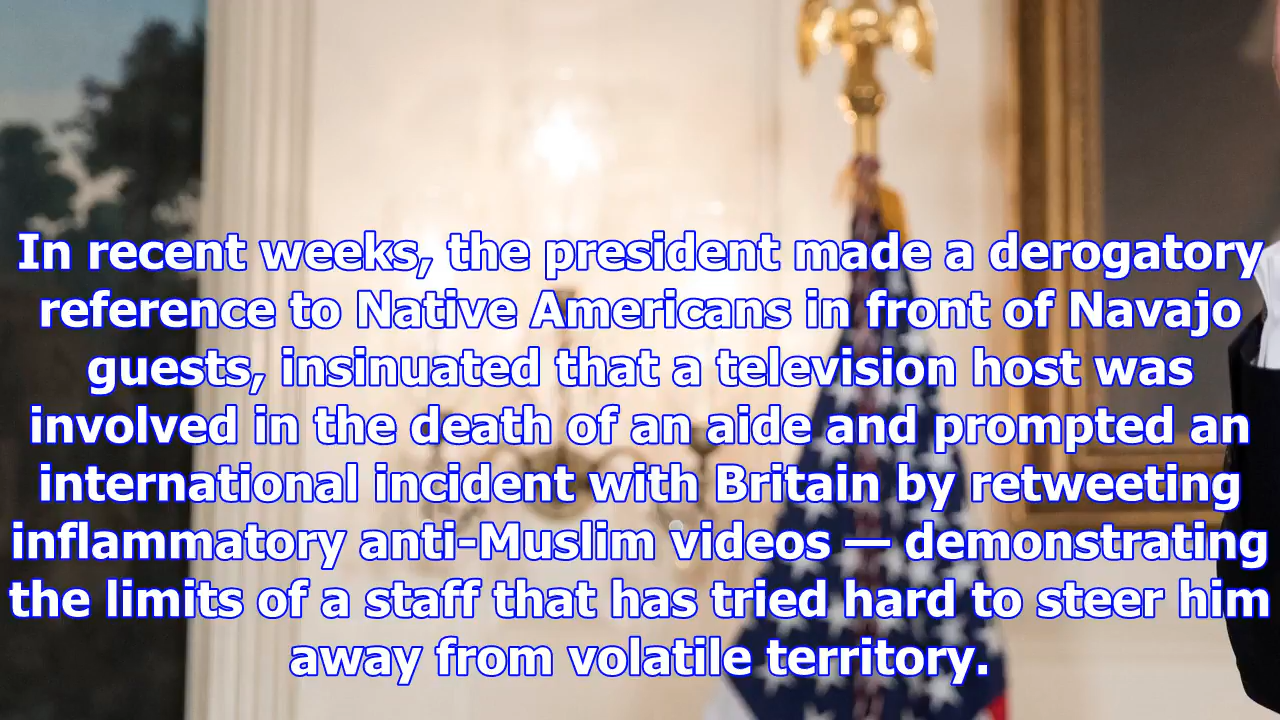 In recent weeks, the president made a derogatory
reference to Native Americans in front of Navajo
guests, insinuated that a television host was
involved in the death of an aide and prompted an
international incident with Britain by retweeting
inflammatory anti-Muslim videos — demonstrating
the limits of a staff that has tried hard to steer him
away from volatile territory.